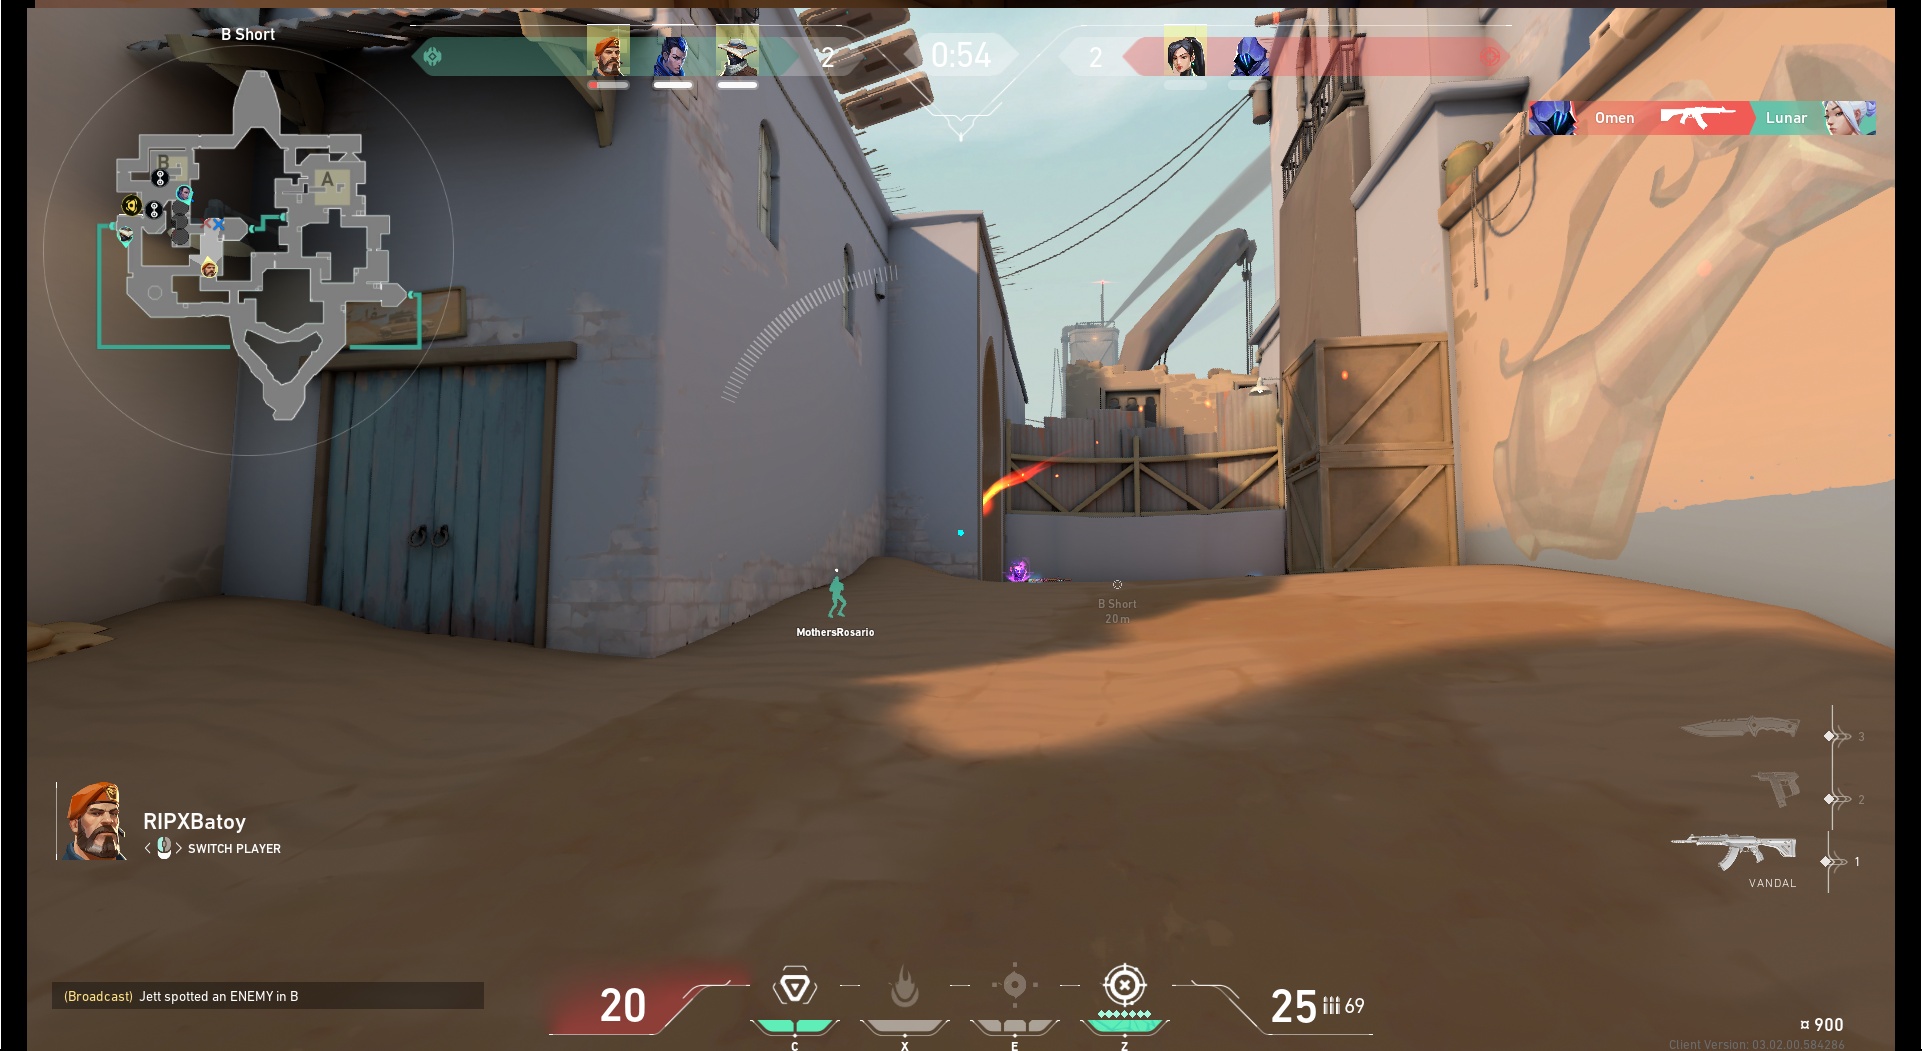 B Short
2
0:54
2
Omen
Lunar
B
A
MothersRosario
B Short
20m
3
2
1
VANDAL
RIPXBatoy
< > SWITCH PLAYER
(Broadcast) Jett spotted an ENEMY in B
20
25
69
C
X
E
Z
¤ 900
Client Version: 03.02.00.584286